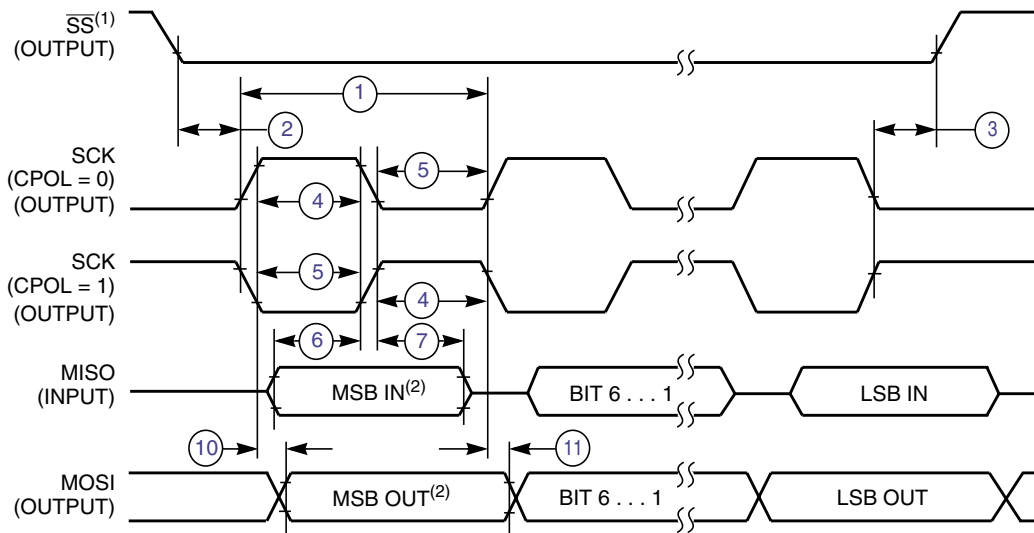 SS(1)
(OUTPUT)
1
2
3
SCK
(CPOL = 0)
(OUTPUT)
5
4
SCK
(CPOL = 1)
(OUTPUT)
5
4
6
7
MISO
(INPUT)
MSB IN(2)
BIT 6 . . . 1
LSB IN
10
11
MOSI
(OUTPUT)
MSB OUT(2)
BIT 6 . . . 1
LSB OUT